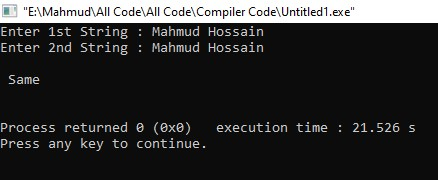 "E:\Mahmud\All Code\All Code\Compiler Code\Untitled1.exe"
Enter 1st String : Mahmud Hossain
Enter 2nd String : Mahmud Hossain
Same
Process returned 0 (0x0)   execution time : 21.526 s
Press any key to continue.